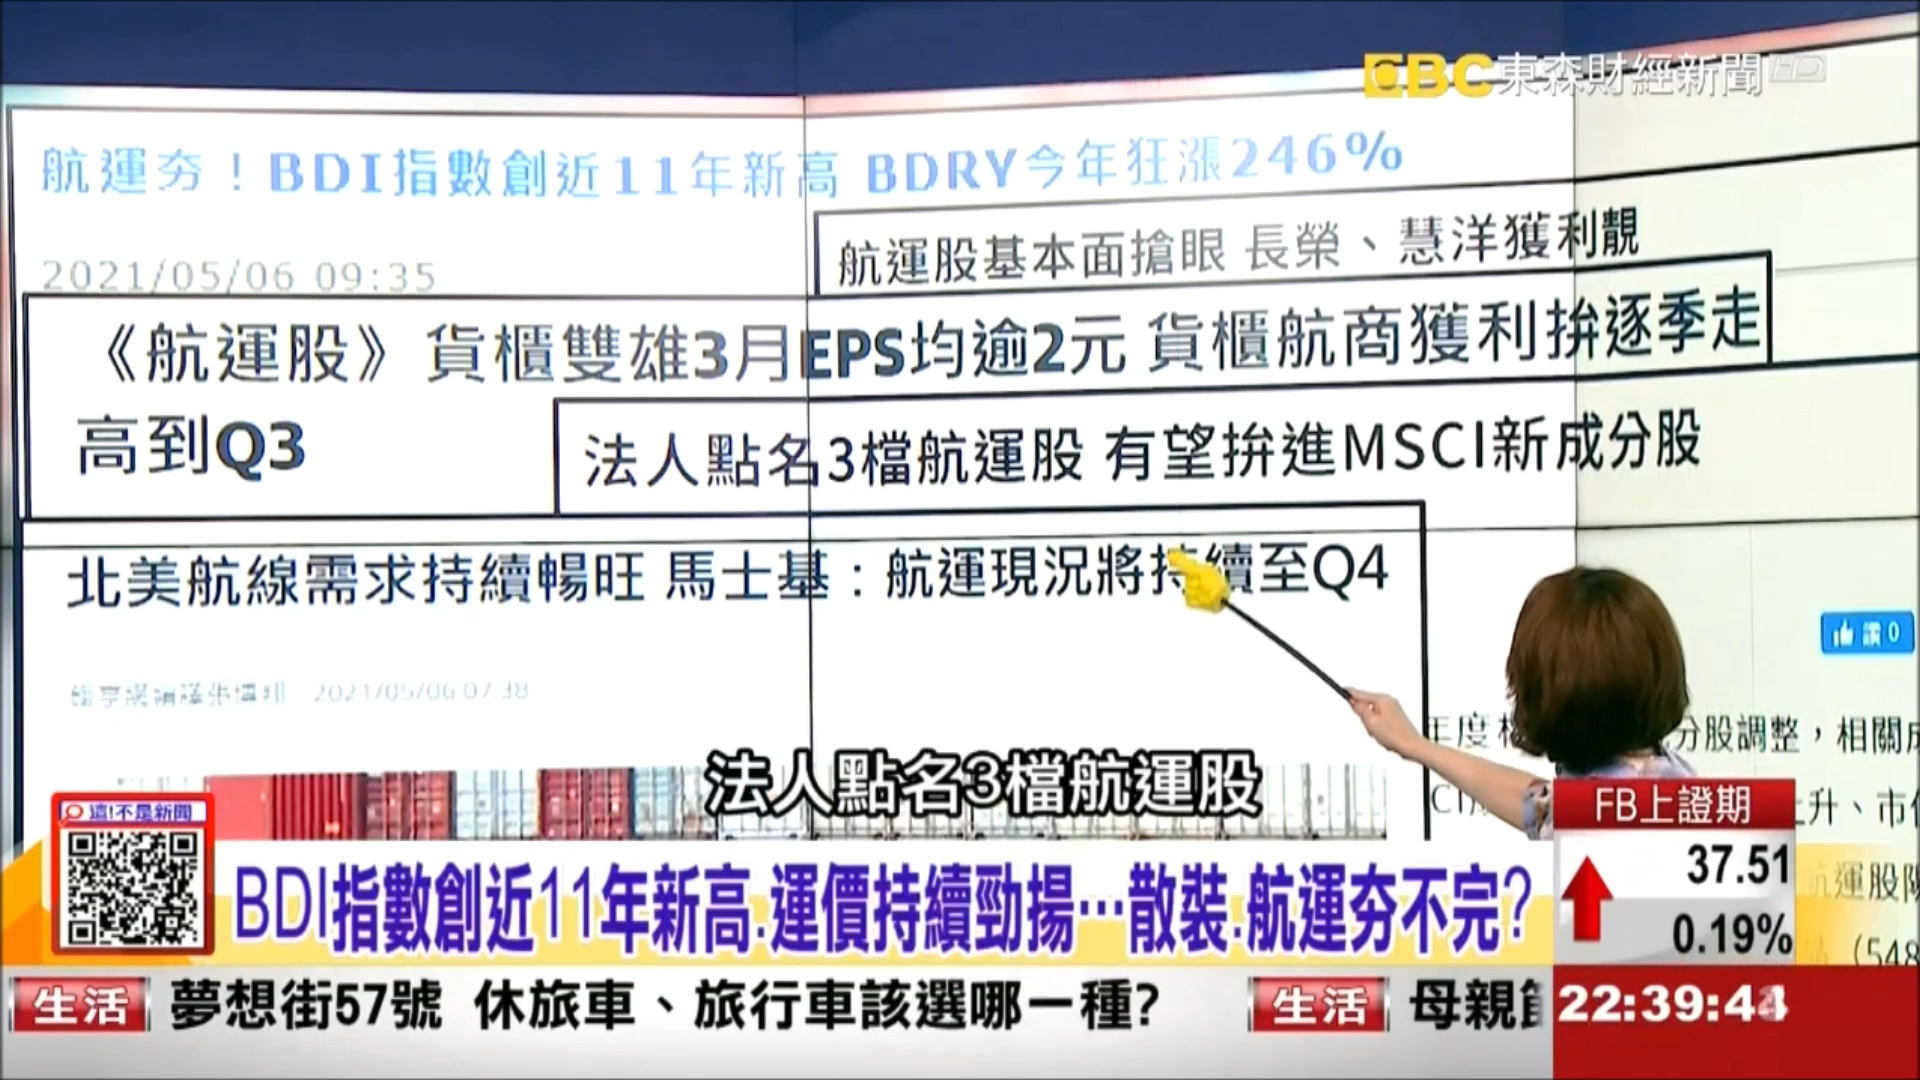 EBC東森財經新聞HD
航運夯！BDI指數創近11年新高 BDRY今年狂漲246%
2021/05/06 09:35
航運股基本面搶眼 長榮、慧洋獲利靚
《航運股》貨櫃雙雄3月EPS均逾2元 貨櫃航商獲利拚逐季走
高到Q3
法人點名3檔航運股 有望拚進MSCI新成分股
北美航線需求持續暢旺 馬士基：航運現況將持續至Q4
讚 0
2021/05/06 07:38
年度
分股調整，相關成
升、市
運股
(548
法人點名3檔航運股
這!不是新聞
BDI指數創近11年新高.運價持續勁揚…散裝.航運夯不完?
FB上證期
37.51
0.19%
生活 夢想街57號 休旅車、旅行車該選哪一種?
生活 母親
22:39:44